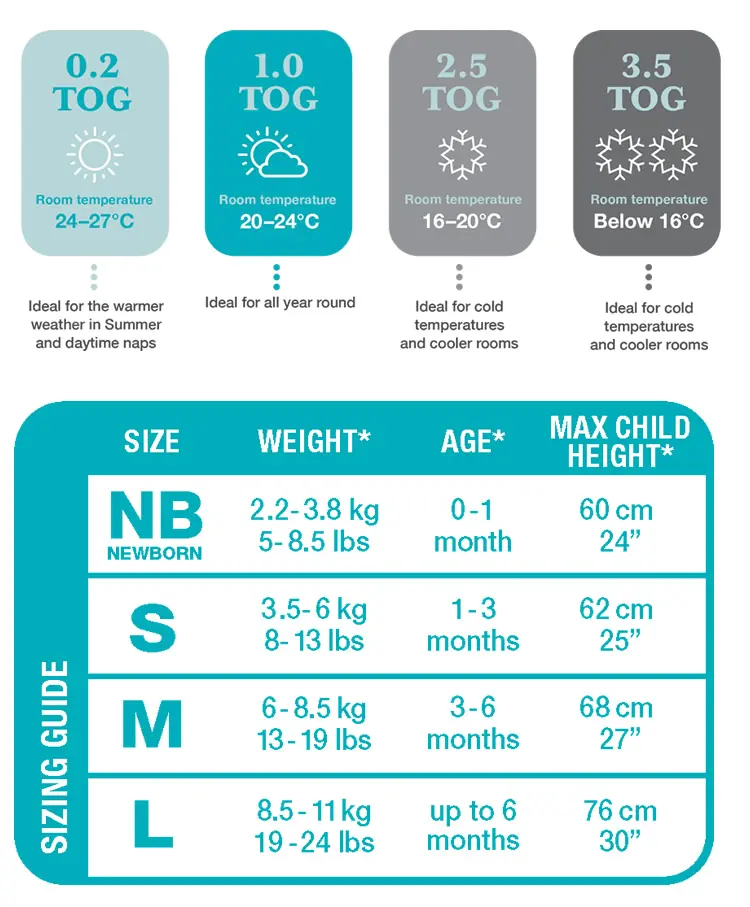 0.2
TOG
Room temperature
24–27°C
Ideal for the warmer
weather in Summer
and daytime naps
1.0
TOG
Room temperature
20–24°C
Ideal for all year round
2.5
TOG
Room temperature
16–20°C
Ideal for cold
temperatures
and cooler rooms
3.5
TOG
Room temperature
Below 16°C
Ideal for cold
temperatures
and cooler rooms
SIZING GUIDE
SIZE WEIGHT* AGE* MAX CHILD
HEIGHT*
NB 2.2-3.8 kg 0-1 60 cm
NEWBORN 5-8.5 lbs month 24”
S 3.5-6 kg 1-3 62 cm
8-13 lbs months 25”
M 6-8.5 kg 3-6 68 cm
13-19 lbs months 27”
L 8.5-11 kg up to 6 76 cm
19-24 lbs months 30”